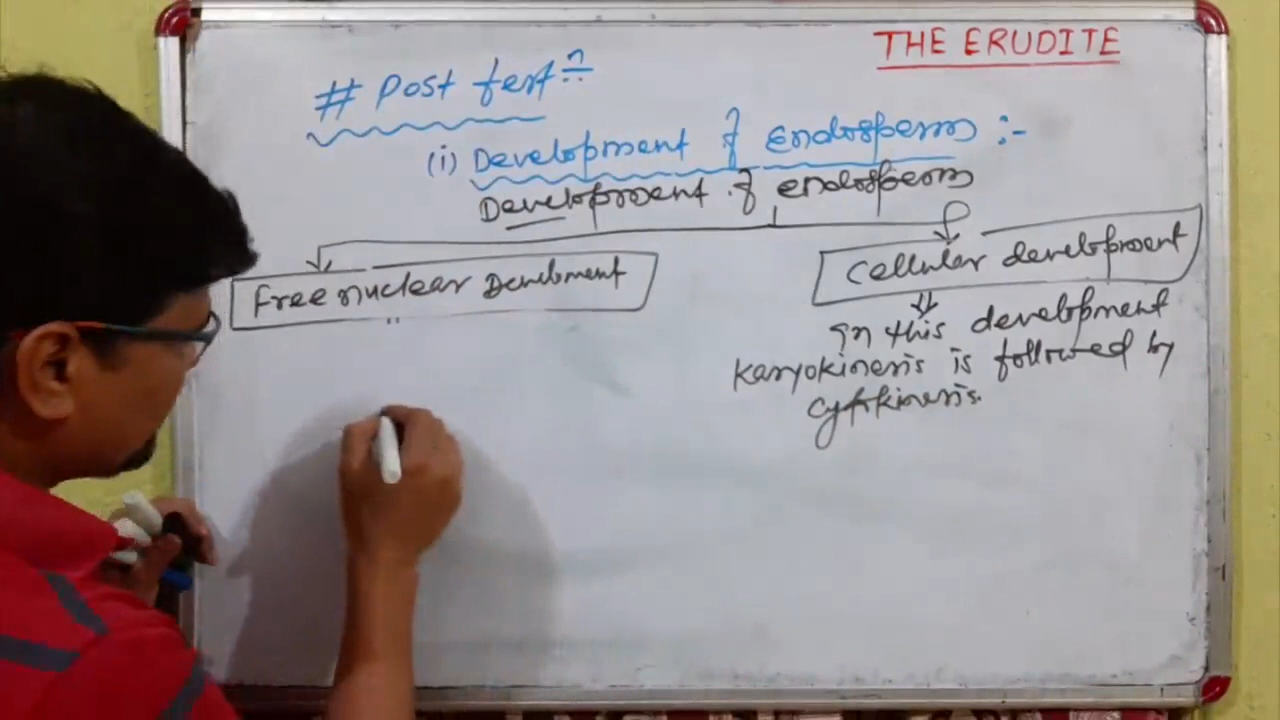 THE ERUDITE
# Post fertn
(i) Development of endosperm :-
Development of endosperm
Free nuclear Develoment
Cellular development
In this development
Karyokinesis is followed by
Cytokinesis.